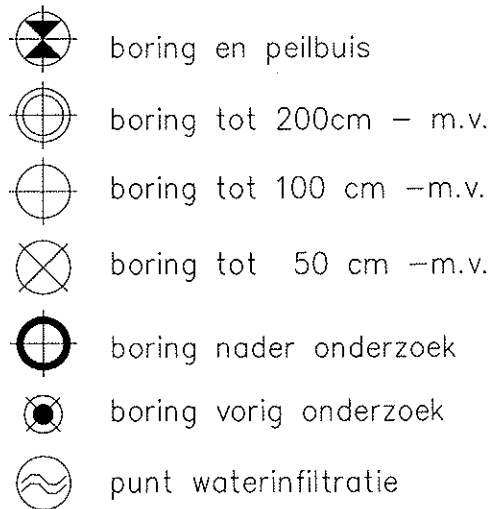 boring en peilbuis
boring tot 200cm – m.v.
boring tot 100 cm –m.v.
boring tot 50 cm –m.v.
boring nader onderzoek
boring vorig onderzoek
punt waterinfiltratie